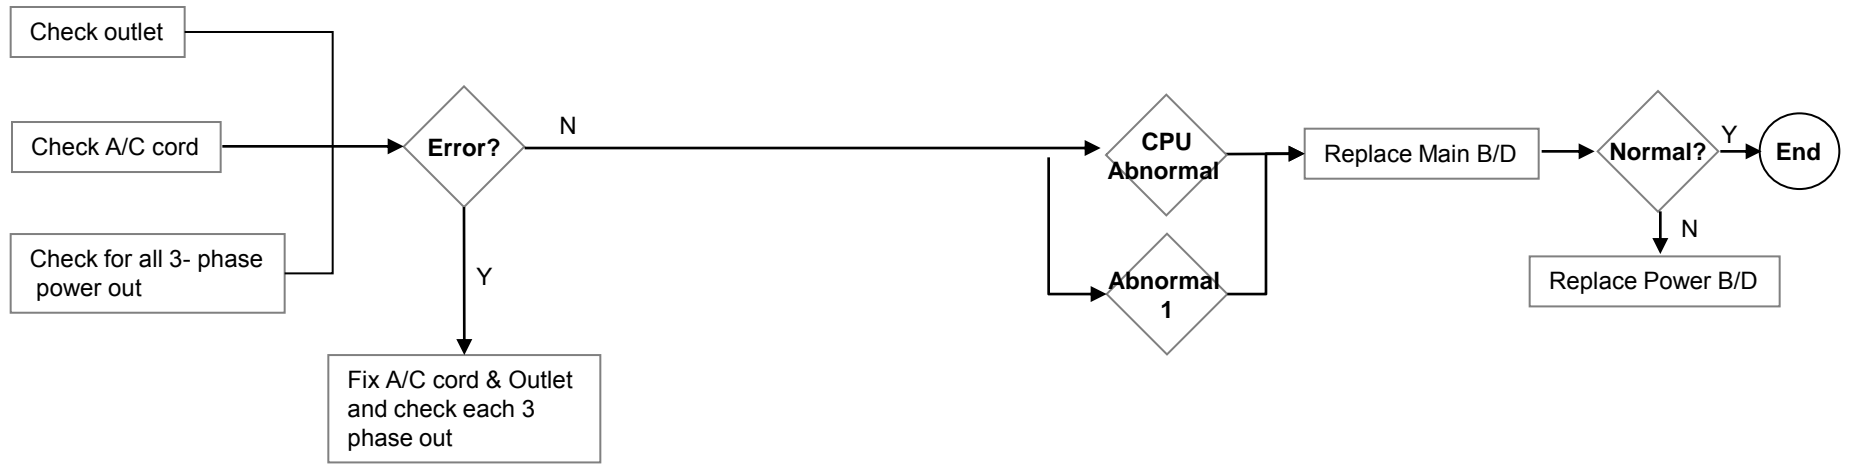 Check outlet
Check A/C cord
Check for all 3- phase
power out
Error?
N
Y
Fix A/C cord & Outlet
and check each 3
phase out
CPU
Abnormal
Abnormal
1
Replace Main B/D
Normal?
Y
End
N
Replace Power B/D